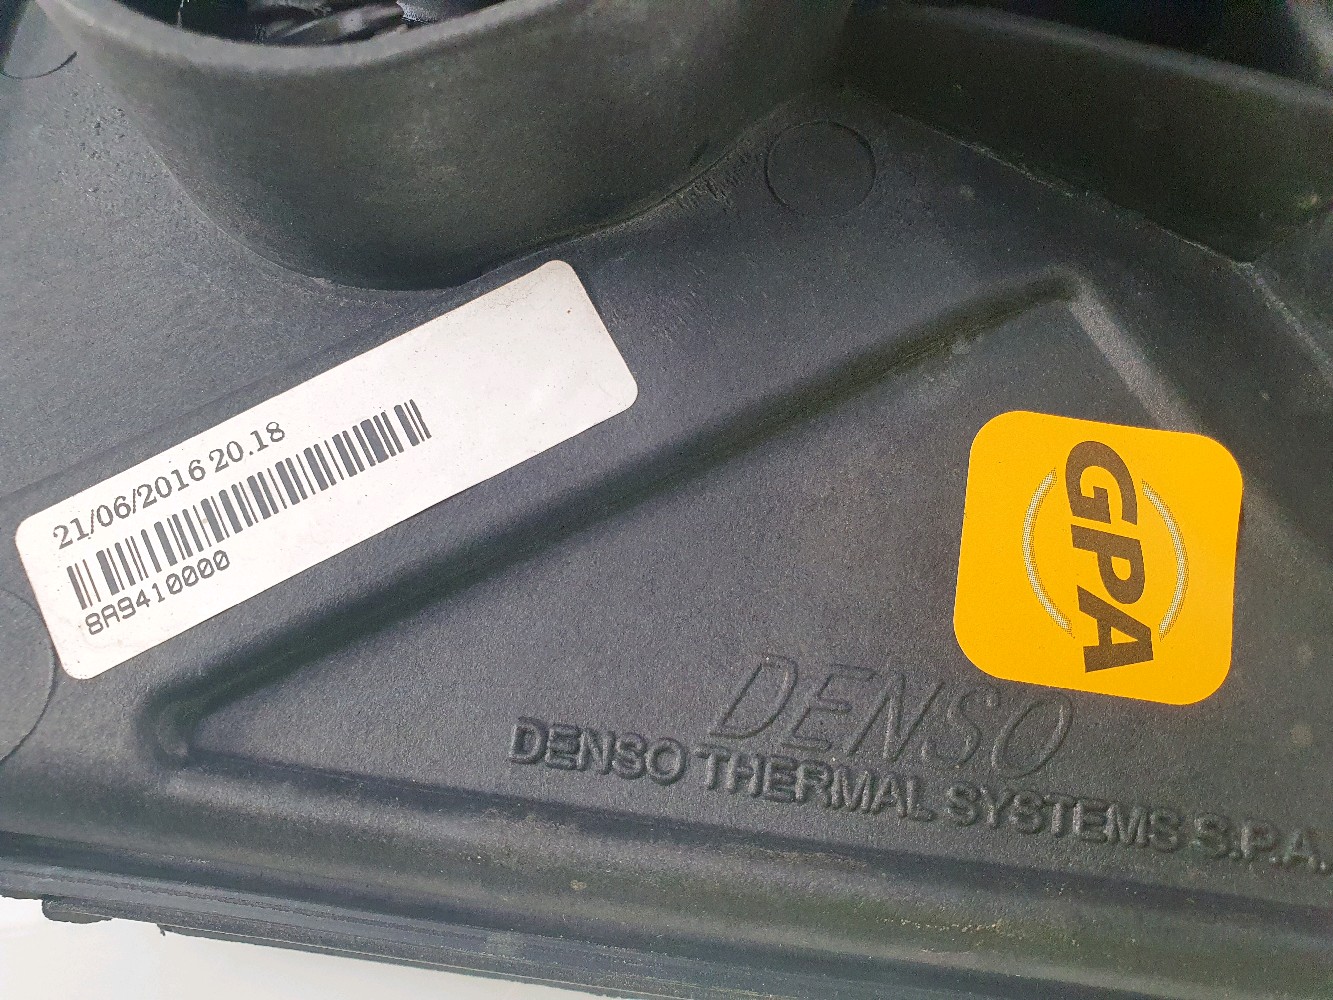 21/06/2016 20.18
8A9410000
GPA
DENSO
DENSO THERMAL SYSTEMS S.P.A.